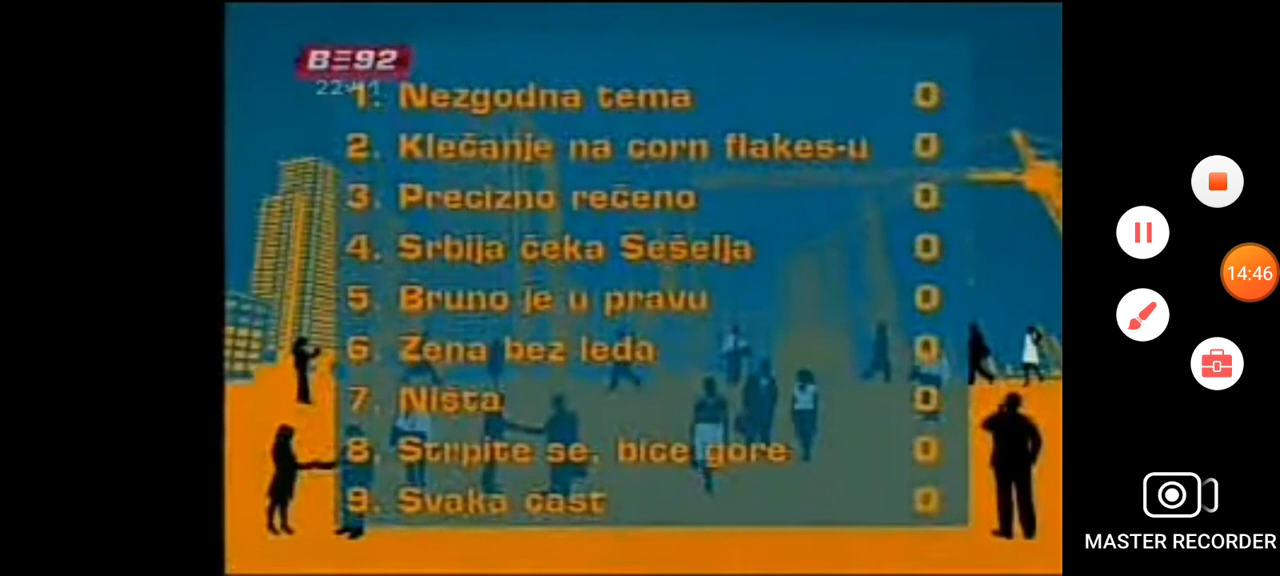 B92
22:41
1. Nezgodna tema 0
2. Klečanje na corn flakes-u 0
3. Precizno rečeno 0
4. Srbija čeka Šešelja 0
5. Bruno je u pravu 0
6. Žena bez leđa 0
7. Ništa 0
8. Strpite se, biće gore 0
9. Svaka čast 0
14:46
MASTER RECORDER